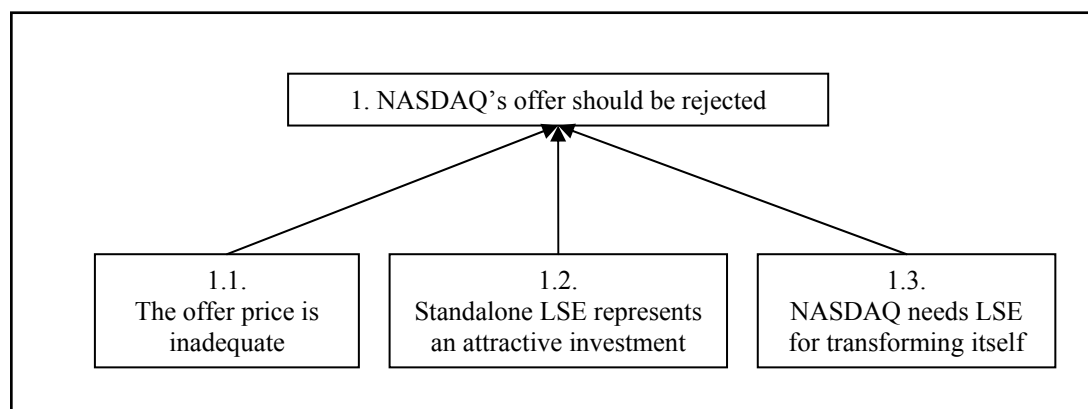 1. NASDAQ’s offer should be rejected
1.1.
The offer price is
inadequate
1.2.
Standalone LSE represents
an attractive investment
1.3.
NASDAQ needs LSE
for transforming itself